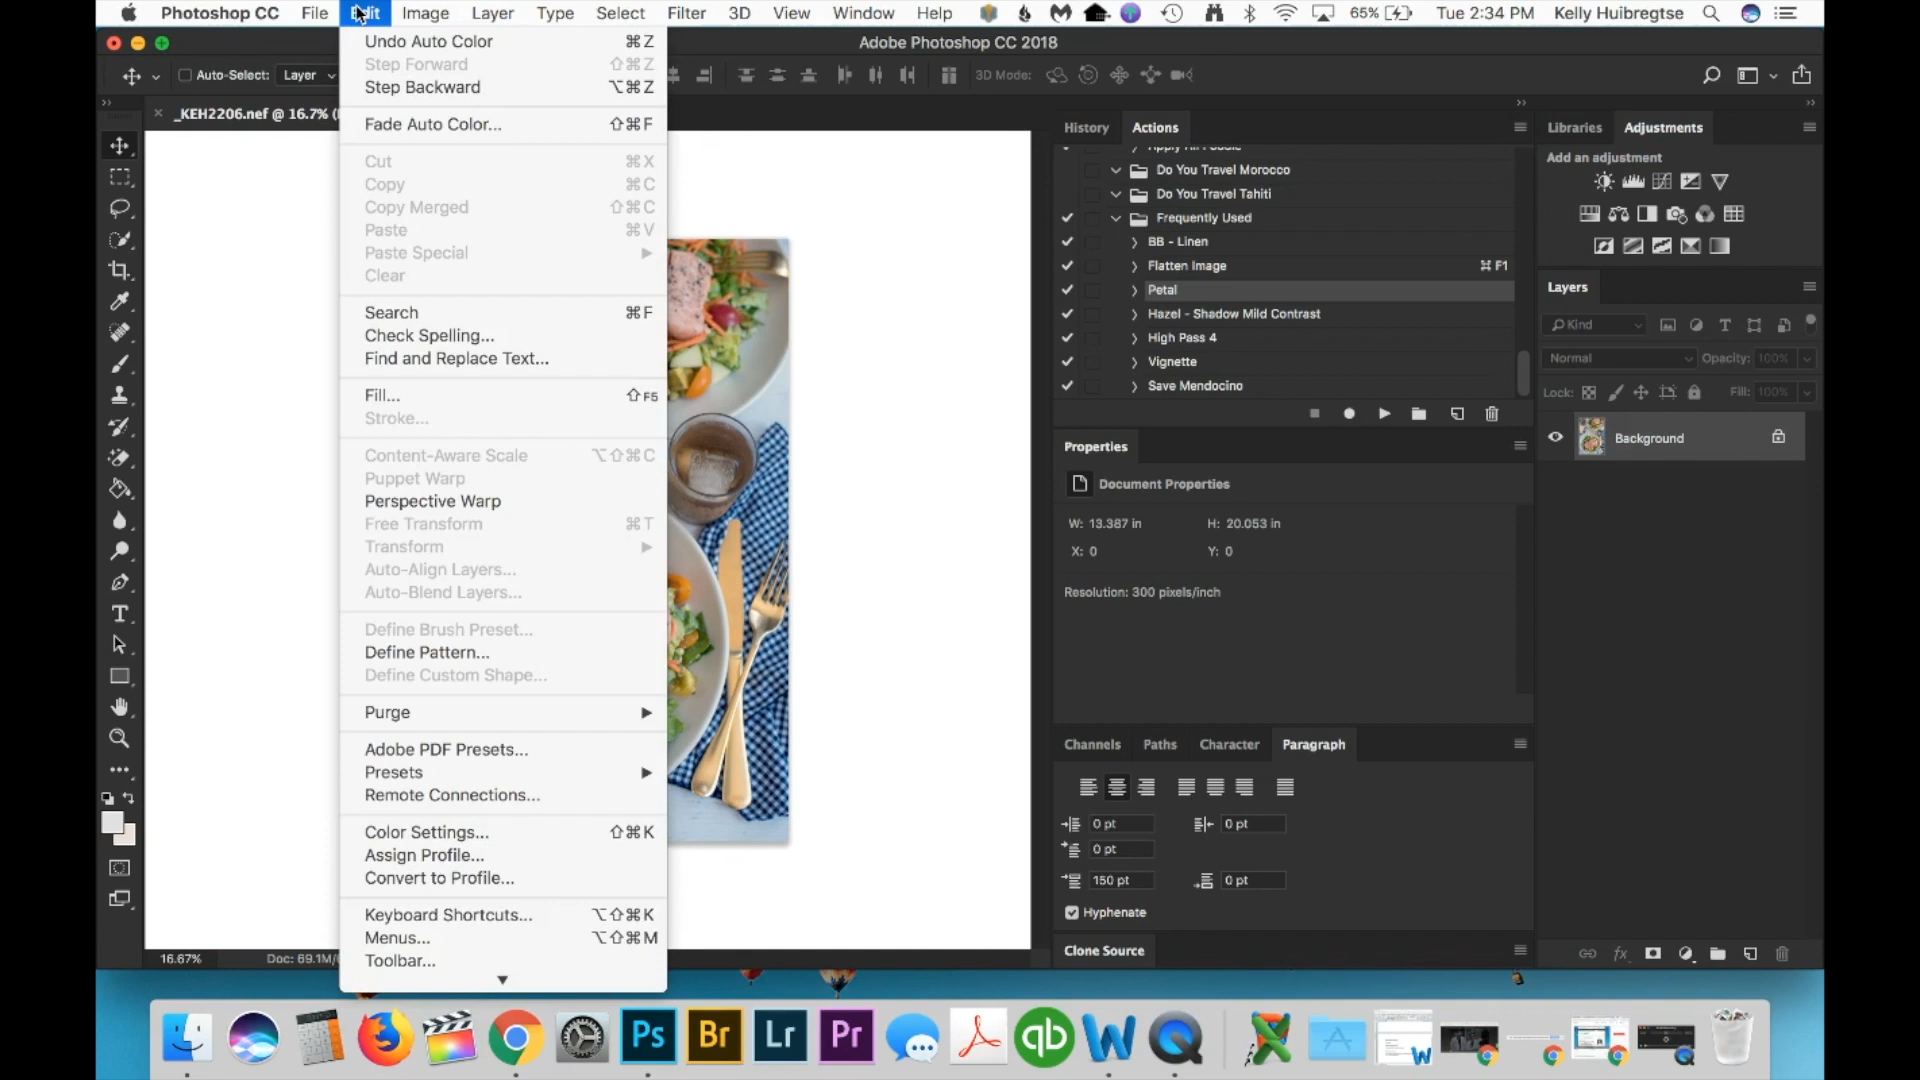 Photoshop CC File Edit Image Layer Type Select Filter 3D View Window Help 65% Tue 2:34 PM Kelly Huibregtse
Adobe Photoshop CC 2018
Auto-Select: Layer 3D Mode:
_KEH2206.nef @ 16.7% (
Undo Auto Color ⌘Z
Step Forward ⇧⌘Z
Step Backward ⌥⌘Z
Fade Auto Color... ⇧⌘F
Cut ⌘X
Copy ⌘C
Copy Merged ⇧⌘C
Paste ⌘V
Paste Special
Clear
Search ⌘F
Check Spelling...
Find and Replace Text...
Fill... ⇧F5
Stroke...
Content-Aware Scale ⌥⇧⌘C
Puppet Warp
Perspective Warp
Free Transform ⌘T
Transform
Auto-Align Layers...
Auto-Blend Layers...
Define Brush Preset...
Define Pattern...
Define Custom Shape...
Purge
Adobe PDF Presets...
Presets
Remote Connections...
Color Settings... ⇧⌘K
Assign Profile...
Convert to Profile...
Keyboard Shortcuts... ⌥⇧⌘K
Menus... ⌥⇧⌘M
Toolbar...
16.67% Doc: 69.1M/
History Actions
Do You Travel Morocco
Do You Travel Tahiti
Frequently Used
BB - Linen
Flatten Image ⌘F1
Petal
Hazel - Shadow Mild Contrast
High Pass 4
Vignette
Save Mendocino
Properties
Document Properties
W: 13.387 in H: 20.053 in
X: 0 Y: 0
Resolution: 300 pixels/inch
Channels Paths Character Paragraph
0 pt 0 pt
0 pt
150 pt 0 pt
Hyphenate
Clone Source
Libraries Adjustments
Add an adjustment
Layers
Kind
Normal Opacity: 100%
Lock: Fill: 100%
Background
fx
Ps Br Lr Pr qb W